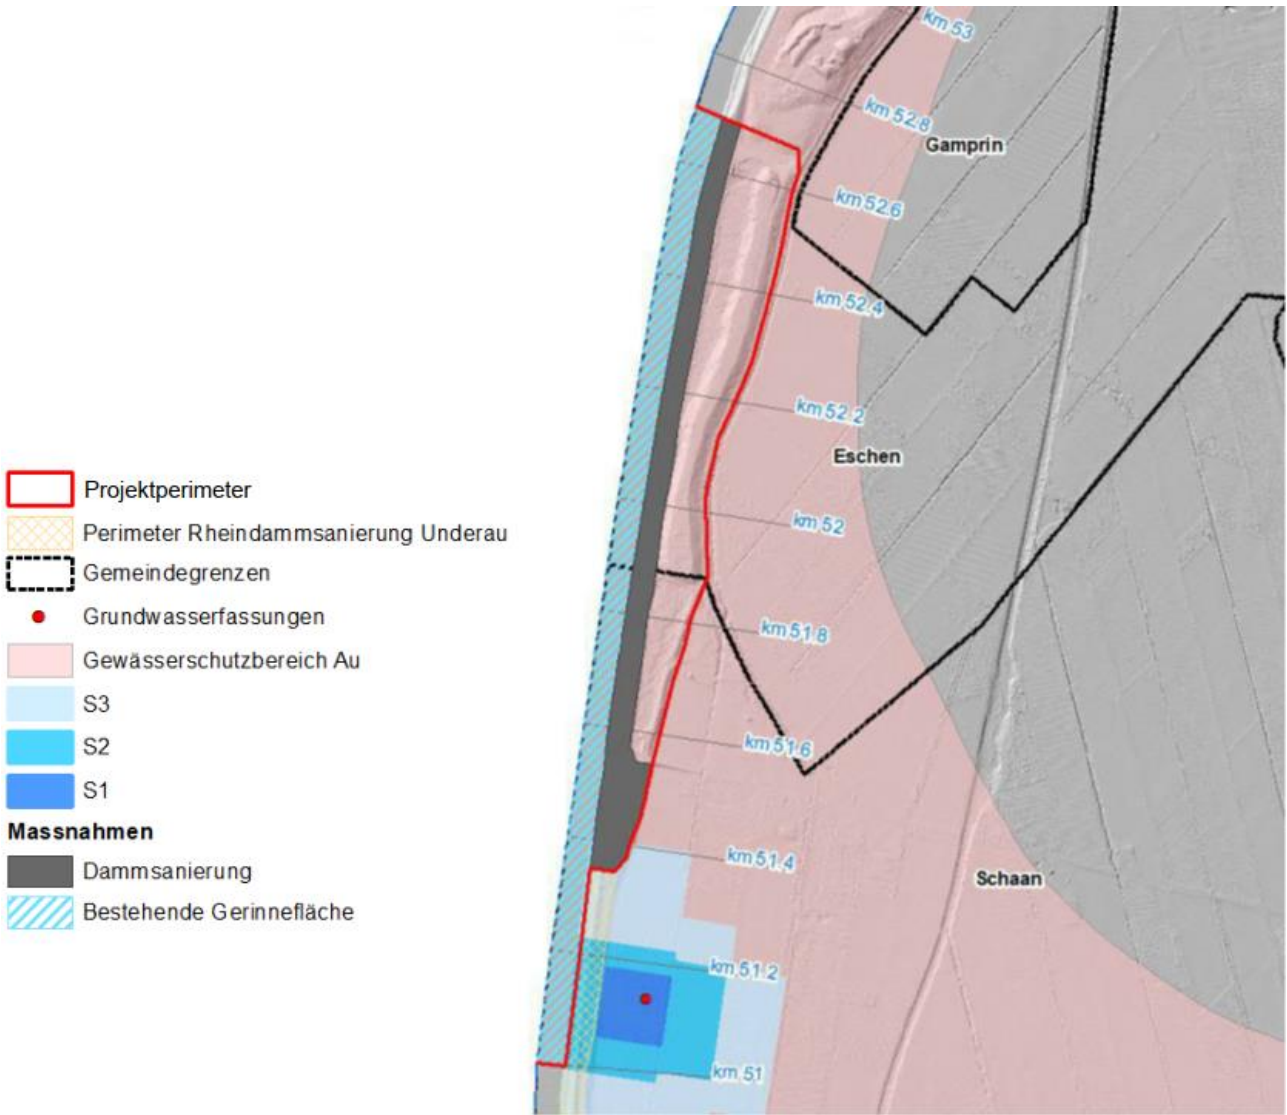 km 53
km 52.8
Gamprin
km 52.6
km 52.4
km 52.2
Eschen
km 52
km 51.8
km 51.6
km 51.4
Schaan
km 51.2
km 51
Projektperimeter
Perimeter Rheindammsanierung Underau
Gemeindegrenzen
Grundwasserfassungen
Gewässerschutzbereich Au
S3
S2
S1
Massnahmen
Dammsanierung
Bestehende Gerinnefläche